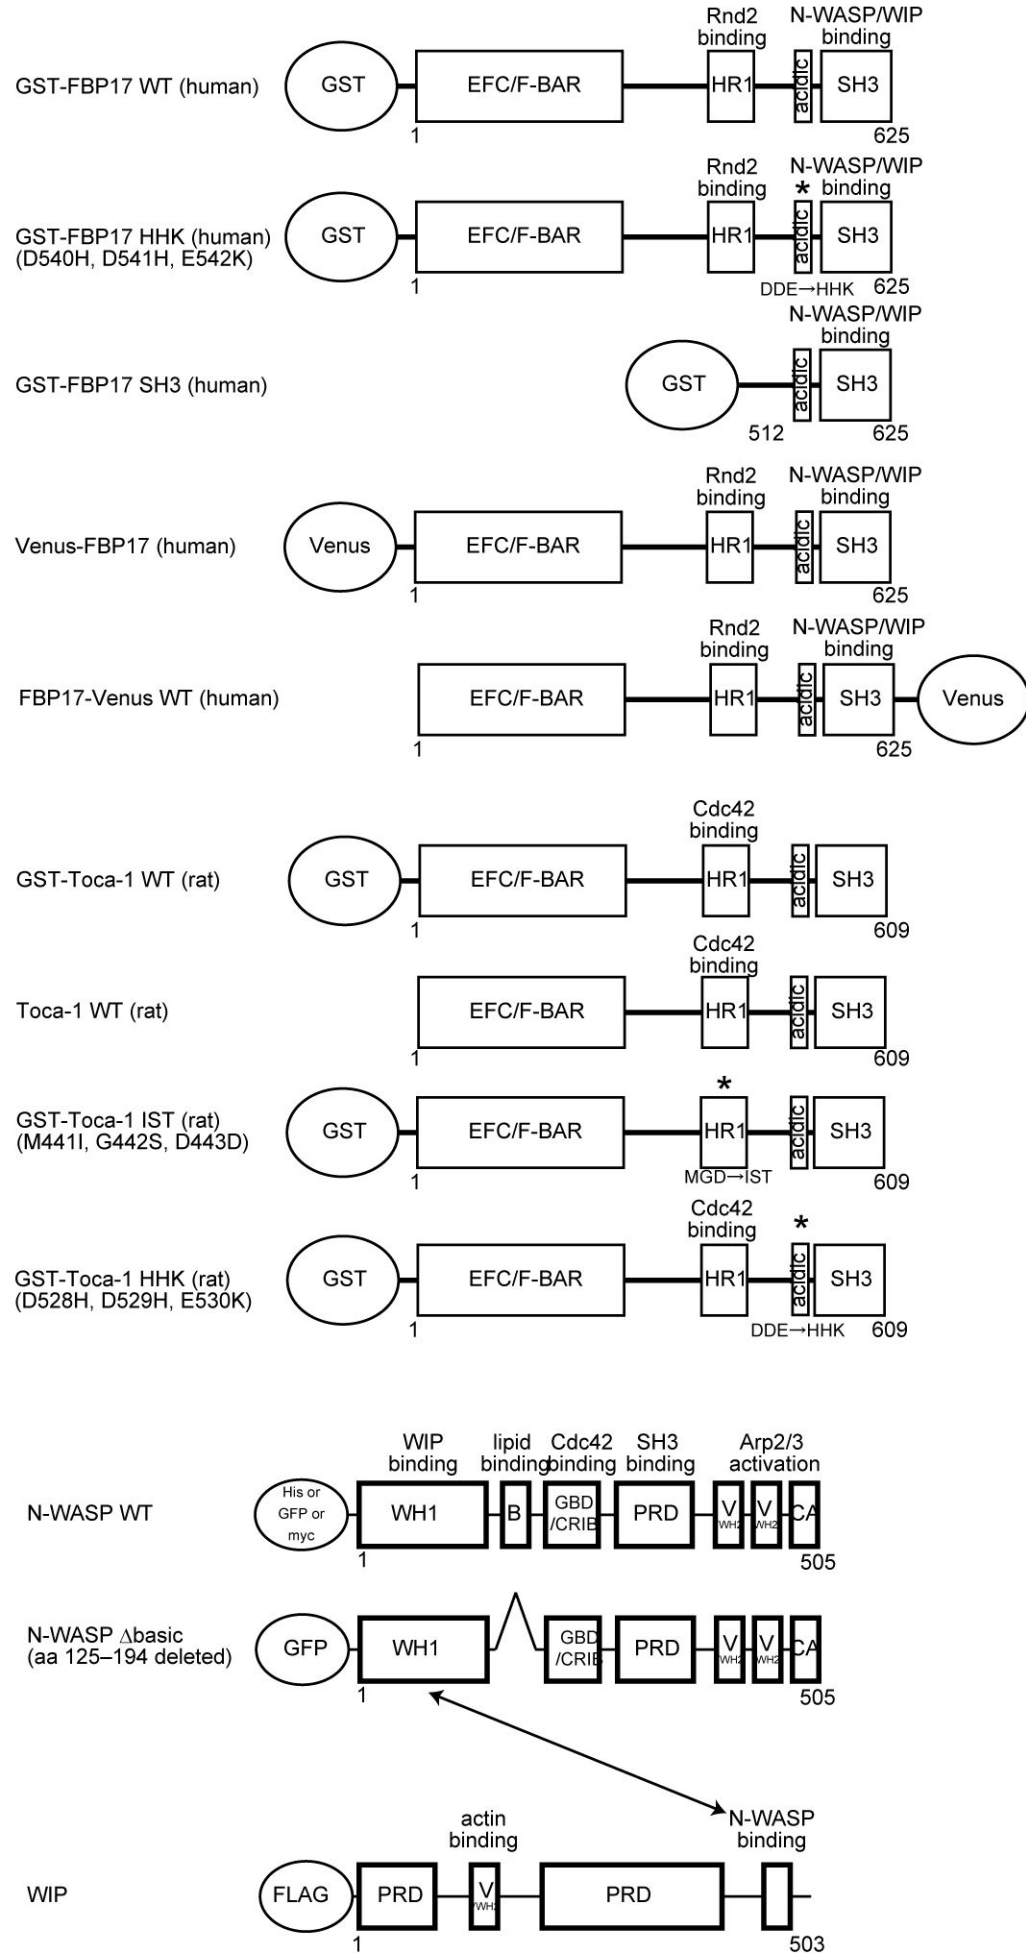 Rnd2 N-WASP/WIP
binding binding
GST-FBP17 WT (human) GST EFC/F-BAR HR1 acidic SH3
1 625
Rnd2 N-WASP/WIP
binding * binding
GST-FBP17 HHK (human) GST EFC/F-BAR HR1 acidic SH3
(D540H, D541H, E542K)
1 DDE→HHK 625
N-WASP/WIP
binding
GST-FBP17 SH3 (human) GST acidic SH3
512 625
Rnd2 N-WASP/WIP
binding binding
Venus-FBP17 (human) Venus EFC/F-BAR HR1 acidic SH3
1 625
Rnd2 N-WASP/WIP
binding binding
FBP17-Venus WT (human) EFC/F-BAR HR1 acidic SH3 Venus
1 625
Cdc42
binding
GST-Toca-1 WT (rat) GST EFC/F-BAR HR1 acidic SH3
1 609
Cdc42
binding
Toca-1 WT (rat) EFC/F-BAR HR1 acidic SH3
1 609
*
GST-Toca-1 IST (rat) GST EFC/F-BAR HR1 acidic SH3
(M441I, G442S, D443D)
1 MGD→IST 609
Cdc42 *
binding
GST-Toca-1 HHK (rat) GST EFC/F-BAR HR1 acidic SH3
(D528H, D529H, E530K)
1 DDE→HHK 609
WIP lipid Cdc42 SH3 Arp2/3
binding binding binding binding activation
N-WASP WT His or GFP or myc WH1 B GBD /CRIB PRD V /WH2 V /WH2 CA
1 505
N-WASP Δbasic GFP WH1 GBD /CRIB PRD V /WH2 V /WH2 CA
(aa 125–194 deleted)
1 505
actin N-WASP
binding binding
WIP FLAG PRD V /WH2 PRD
1 503